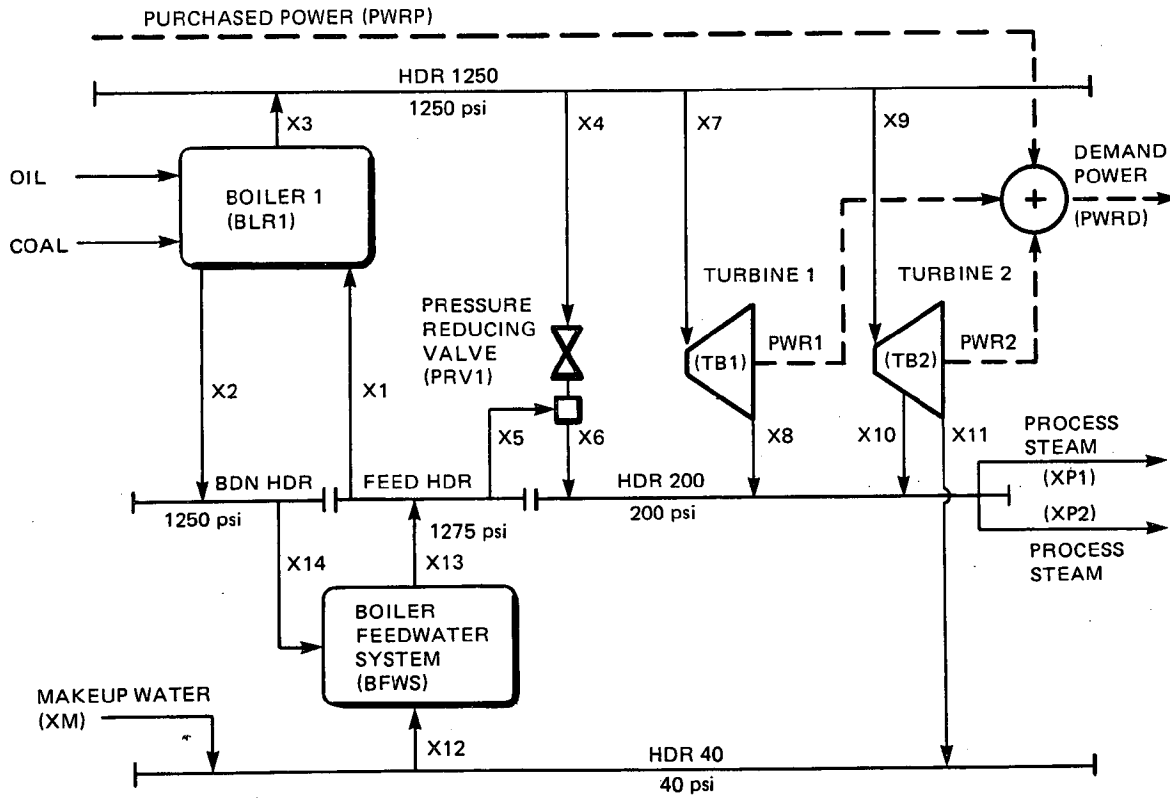 PURCHASED POWER (PWRP)
HDR 1250
1250 psi
X3
X4
X7
X9
OIL
COAL
BOILER 1
(BLR1)
DEMAND
POWER
(PWRD)
+
TURBINE 1
TURBINE 2
PRESSURE
REDUCING
VALVE
(PRV1)
(TB1)
PWR1
(TB2)
PWR2
X2
X1
X5
X6
X8
X10
X11
PROCESS
STEAM
(XP1)
BDN HDR
FEED HDR
HDR 200
1250 psi
1275 psi
200 psi
(XP2)
PROCESS
STEAM
X14
X13
BOILER
FEEDWATER
SYSTEM
(BFWS)
MAKEUP WATER
(XM)
X12
HDR 40
40 psi